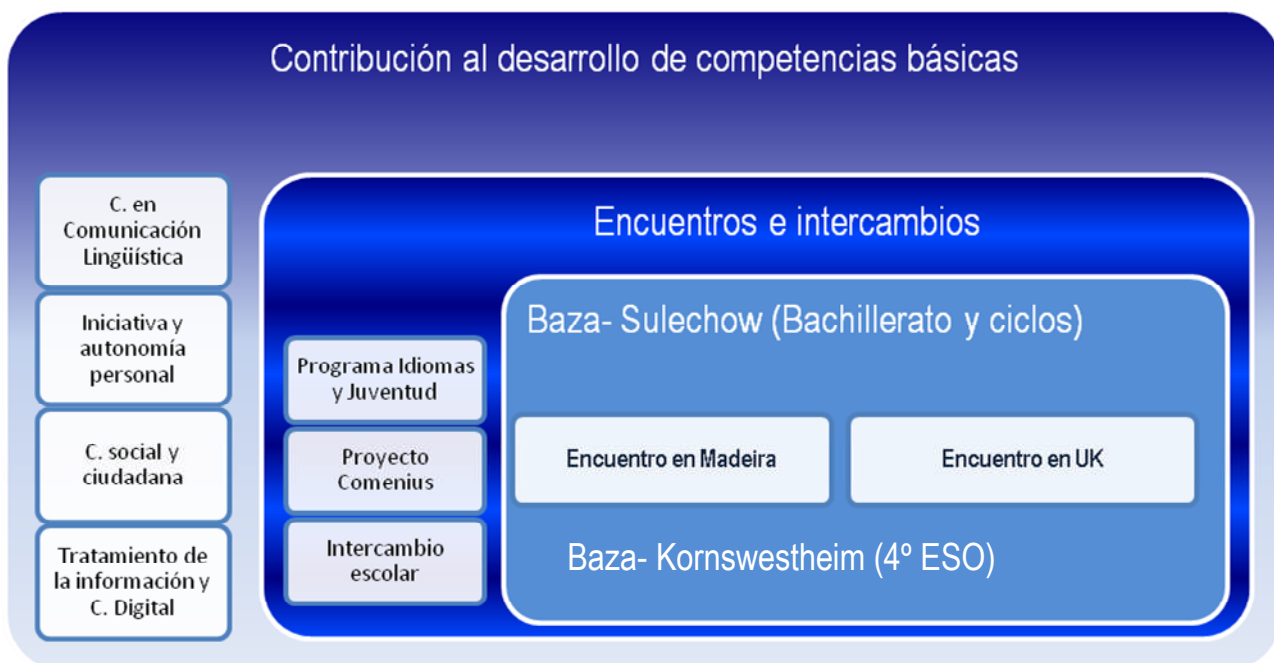 Contribución al desarrollo de competencias básicas
C. en
Comunicación
Lingüística
Iniciativa y
autonomía
personal
C. social y
ciudadana
Tratamiento de
la información y
C. Digital
Encuentros e intercambios
Programa Idiomas
y Juventud
Proyecto
Comenius
Intercambio
escolar
Baza- Sulechow (Bachillerato y ciclos)
Encuentro en Madeira
Encuentro en UK
Baza- Kornswestheim (4º ESO)